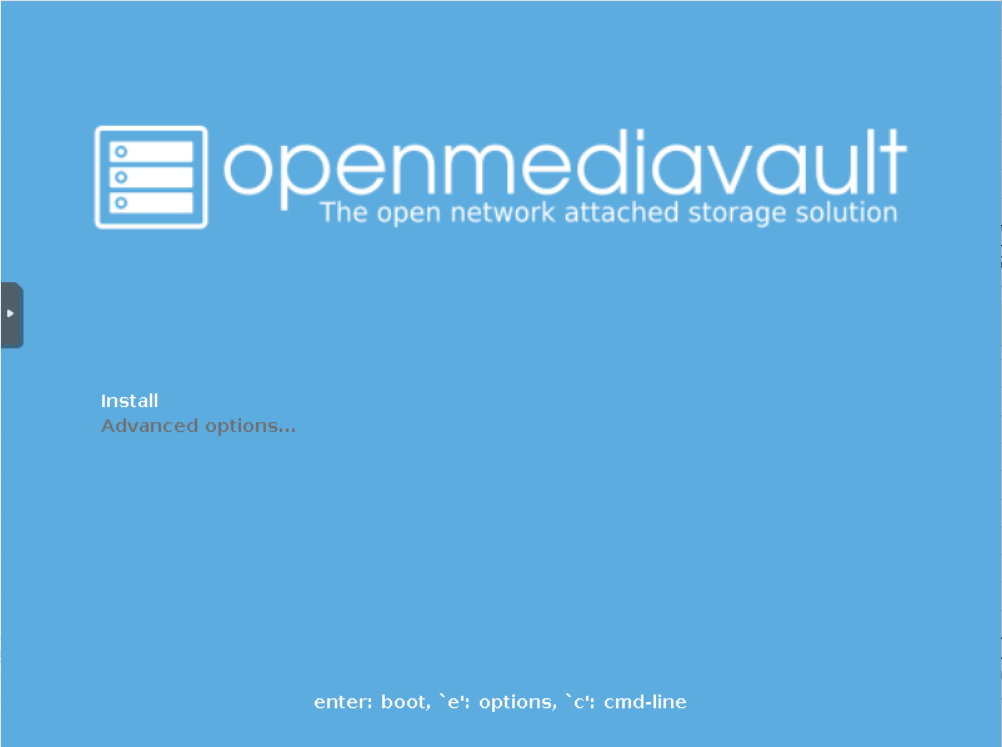 openmediavault
The open network attached storage solution
Install
Advanced options...
enter: boot, `e': options, `c': cmd-line